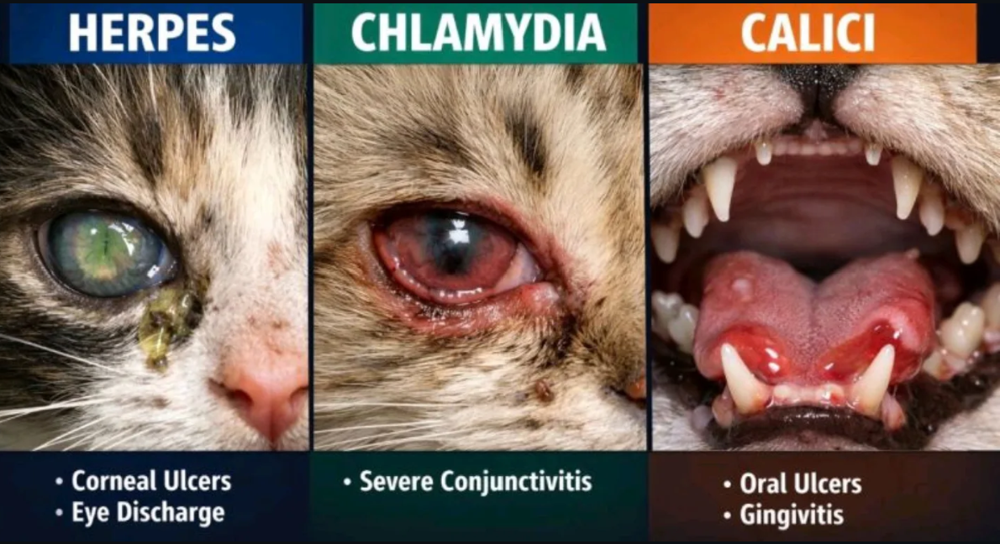 HERPES
CHLAMYDIA
CALICI
• Corneal Ulcers
• Eye Discharge
• Severe Conjunctivitis
• Oral Ulcers
• Gingivitis